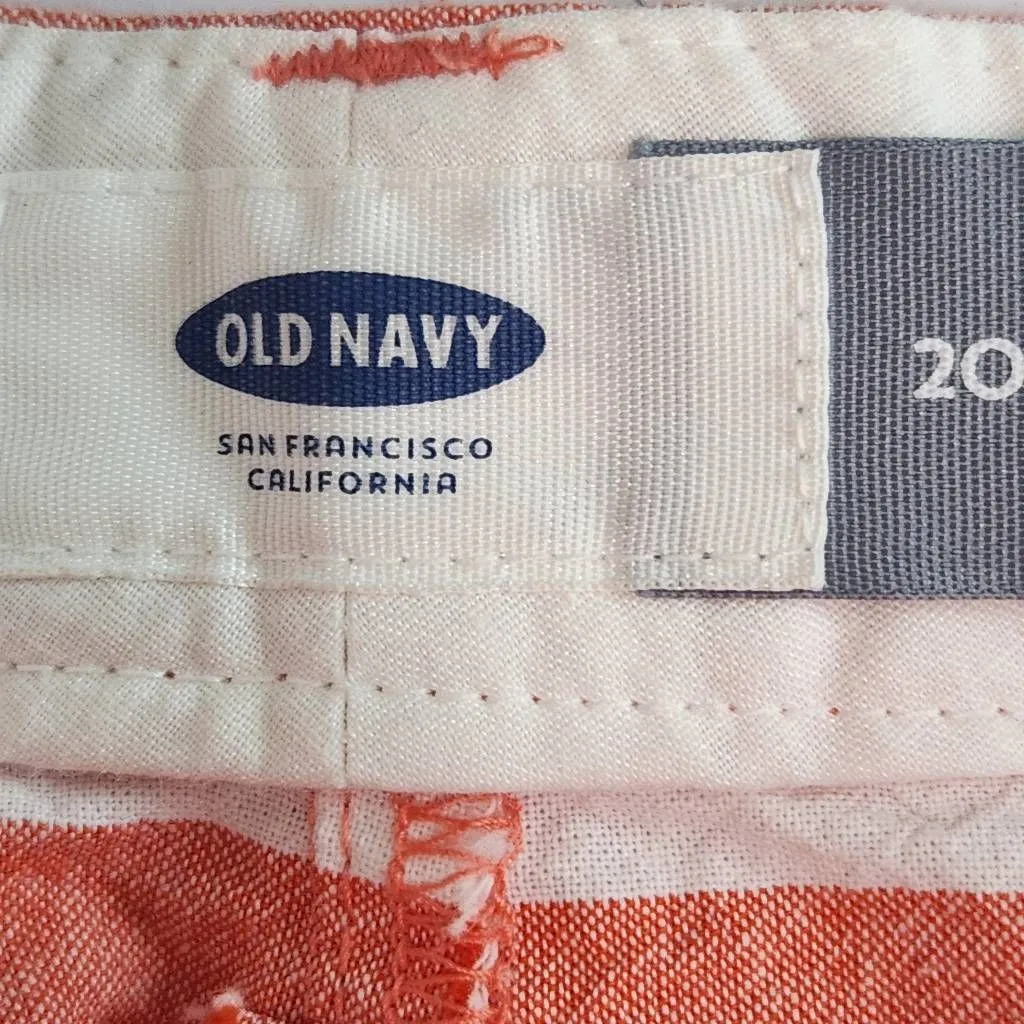 OLD NAVY
SAN FRANCISCO
CALIFORNIA
20